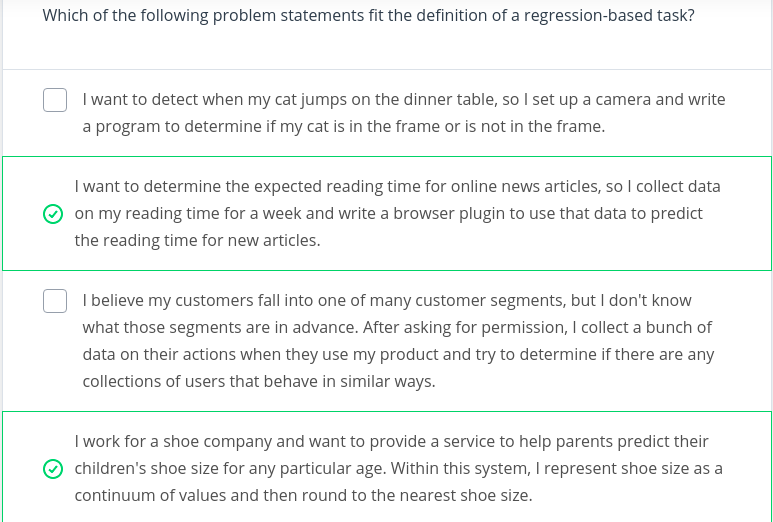 Which of the following problem statements fit the definition of a regression-based task?
I want to detect when my cat jumps on the dinner table, so I set up a camera and write
a program to determine if my cat is in the frame or is not in the frame.
I want to determine the expected reading time for online news articles, so I collect data
on my reading time for a week and write a browser plugin to use that data to predict
the reading time for new articles.
I believe my customers fall into one of many customer segments, but I don't know
what those segments are in advance. After asking for permission, I collect a bunch of
data on their actions when they use my product and try to determine if there are any
collections of users that behave in similar ways.
I work for a shoe company and want to provide a service to help parents predict their
children's shoe size for any particular age. Within this system, I represent shoe size as a
continuum of values and then round to the nearest shoe size.